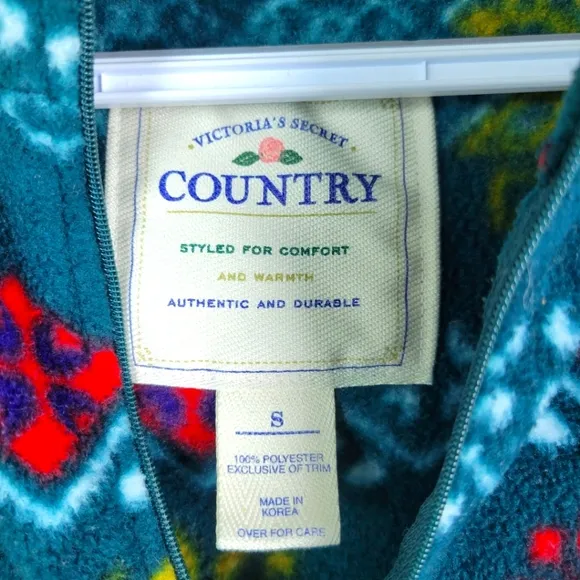 · VICTORIA'S SECRET ·
COUNTRY
STYLED FOR COMFORT
AND WARMTH
AUTHENTIC AND DURABLE
S
100% POLYESTER
EXCLUSIVE OF TRIM
MADE IN
KOREA
OVER FOR CARE